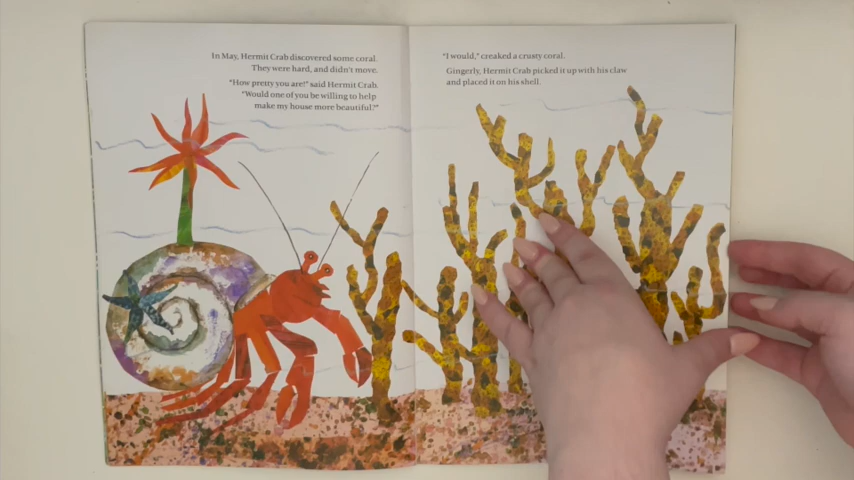 In May, Hermit Crab discovered some coral.
They were hard, and didn't move.
"How pretty you are!" said Hermit Crab.
"Would one of you be willing to help
make my house more beautiful?"
"I would," creaked a crusty coral.
Gingerly, Hermit Crab picked it up with his claw
and placed it on his shell.